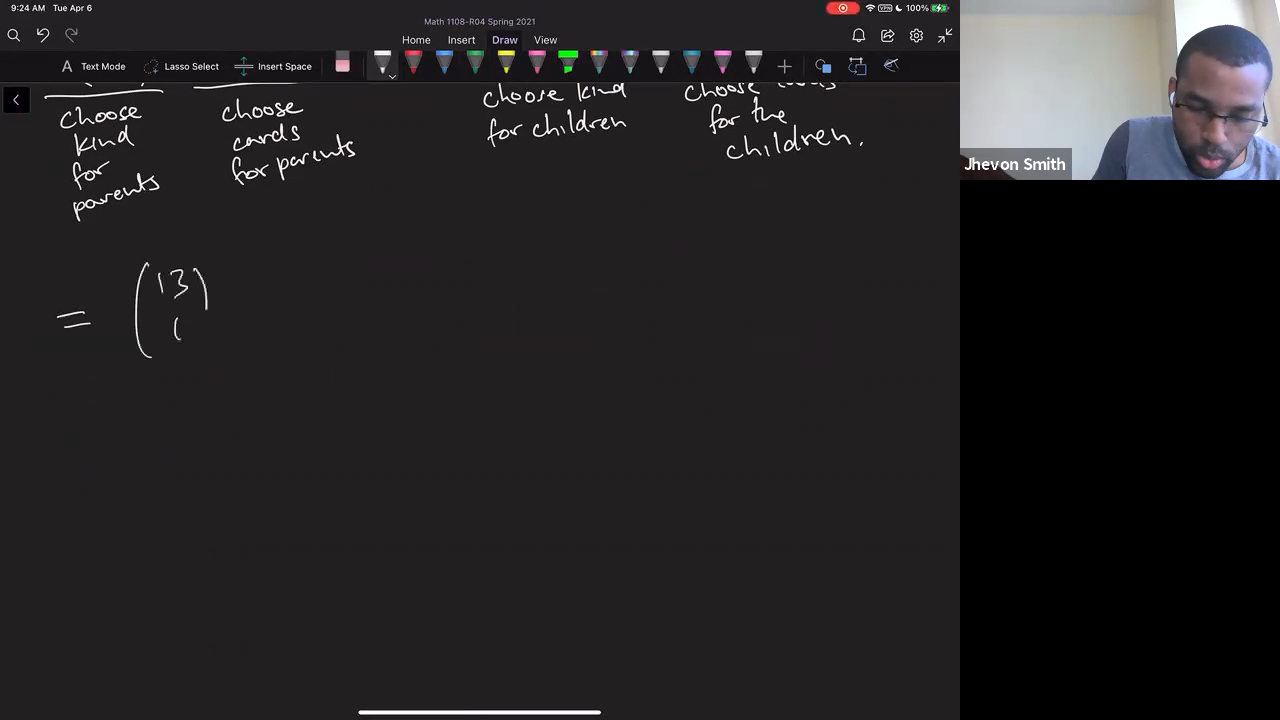 9:24 AM Tue Apr 6
100%
VPN
Math 1108-R04 Spring 2021
Home Insert Draw View
A Text Mode Lasso Select Insert Space
choose
kind
for
parents
choose
cards
for parents
choose kind
for children
choose
for the
children.
= (13
1)
Jhevon Smith